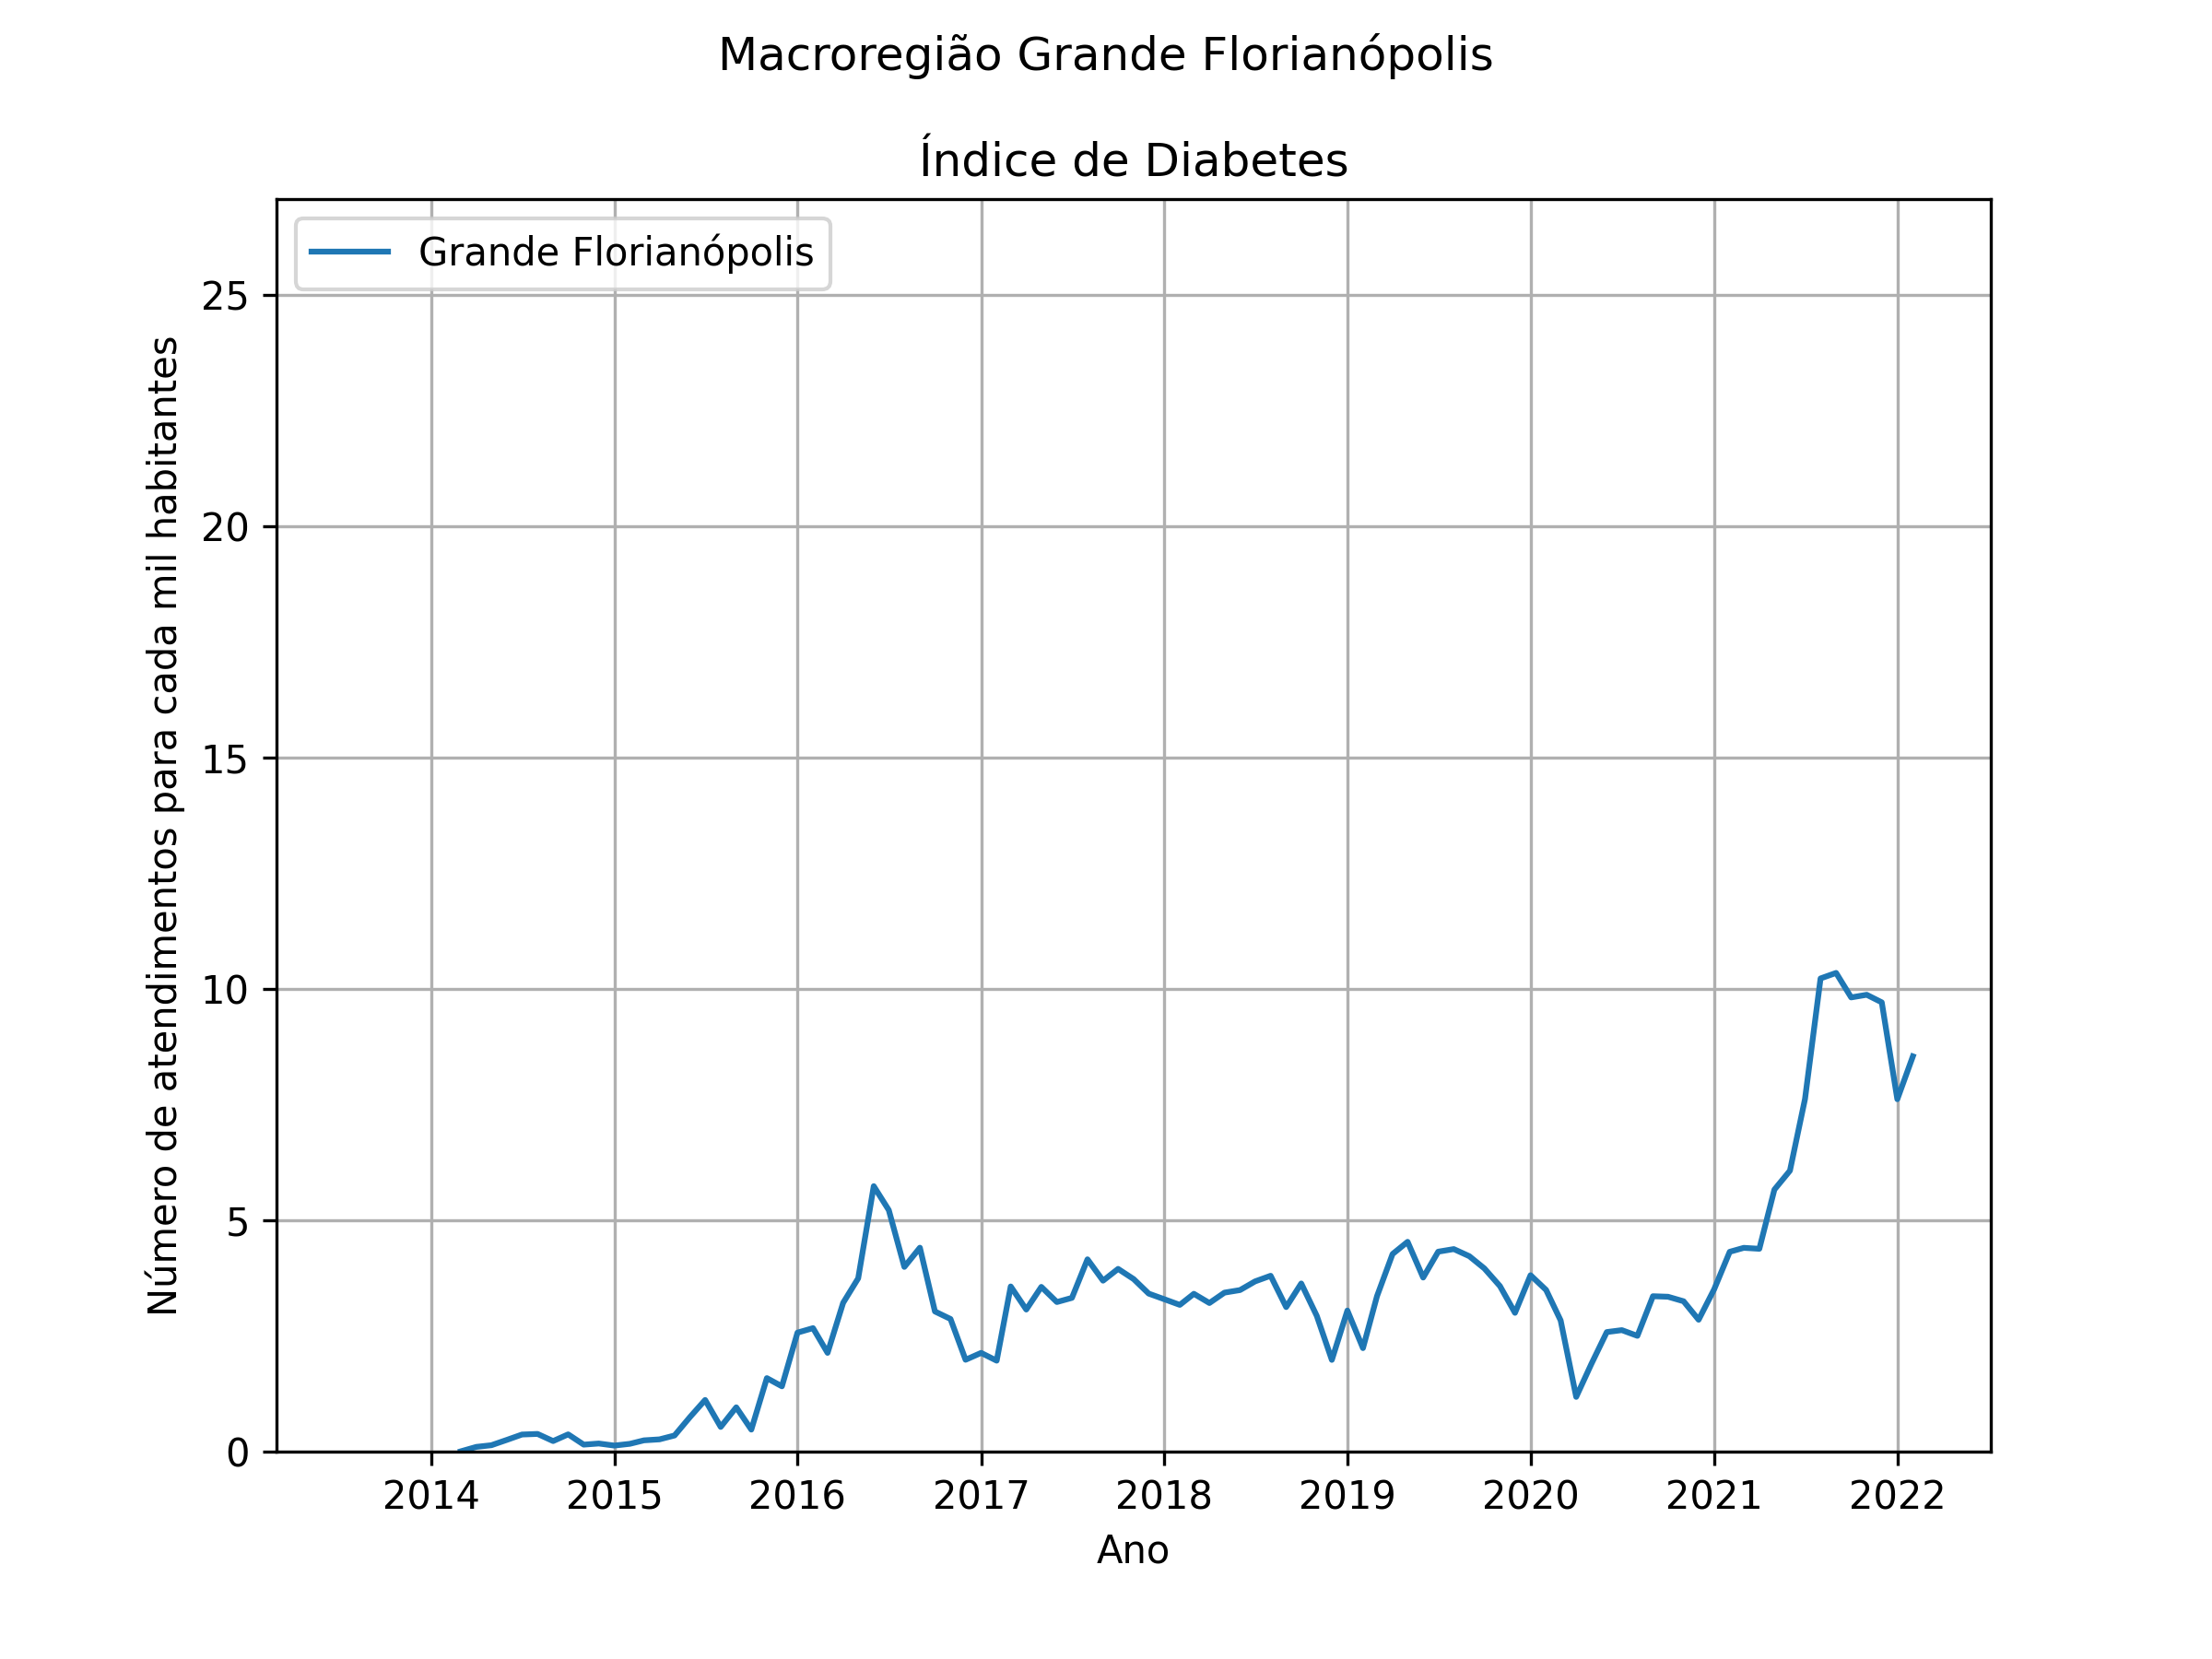 Macroregião Grande Florianópolis
Índice de Diabetes
Grande Florianópolis
Número de atendimentos para cada mil habitantes
25
20
15
10
5
0
2014 2015 2016 2017 2018 2019 2020 2021 2022
Ano